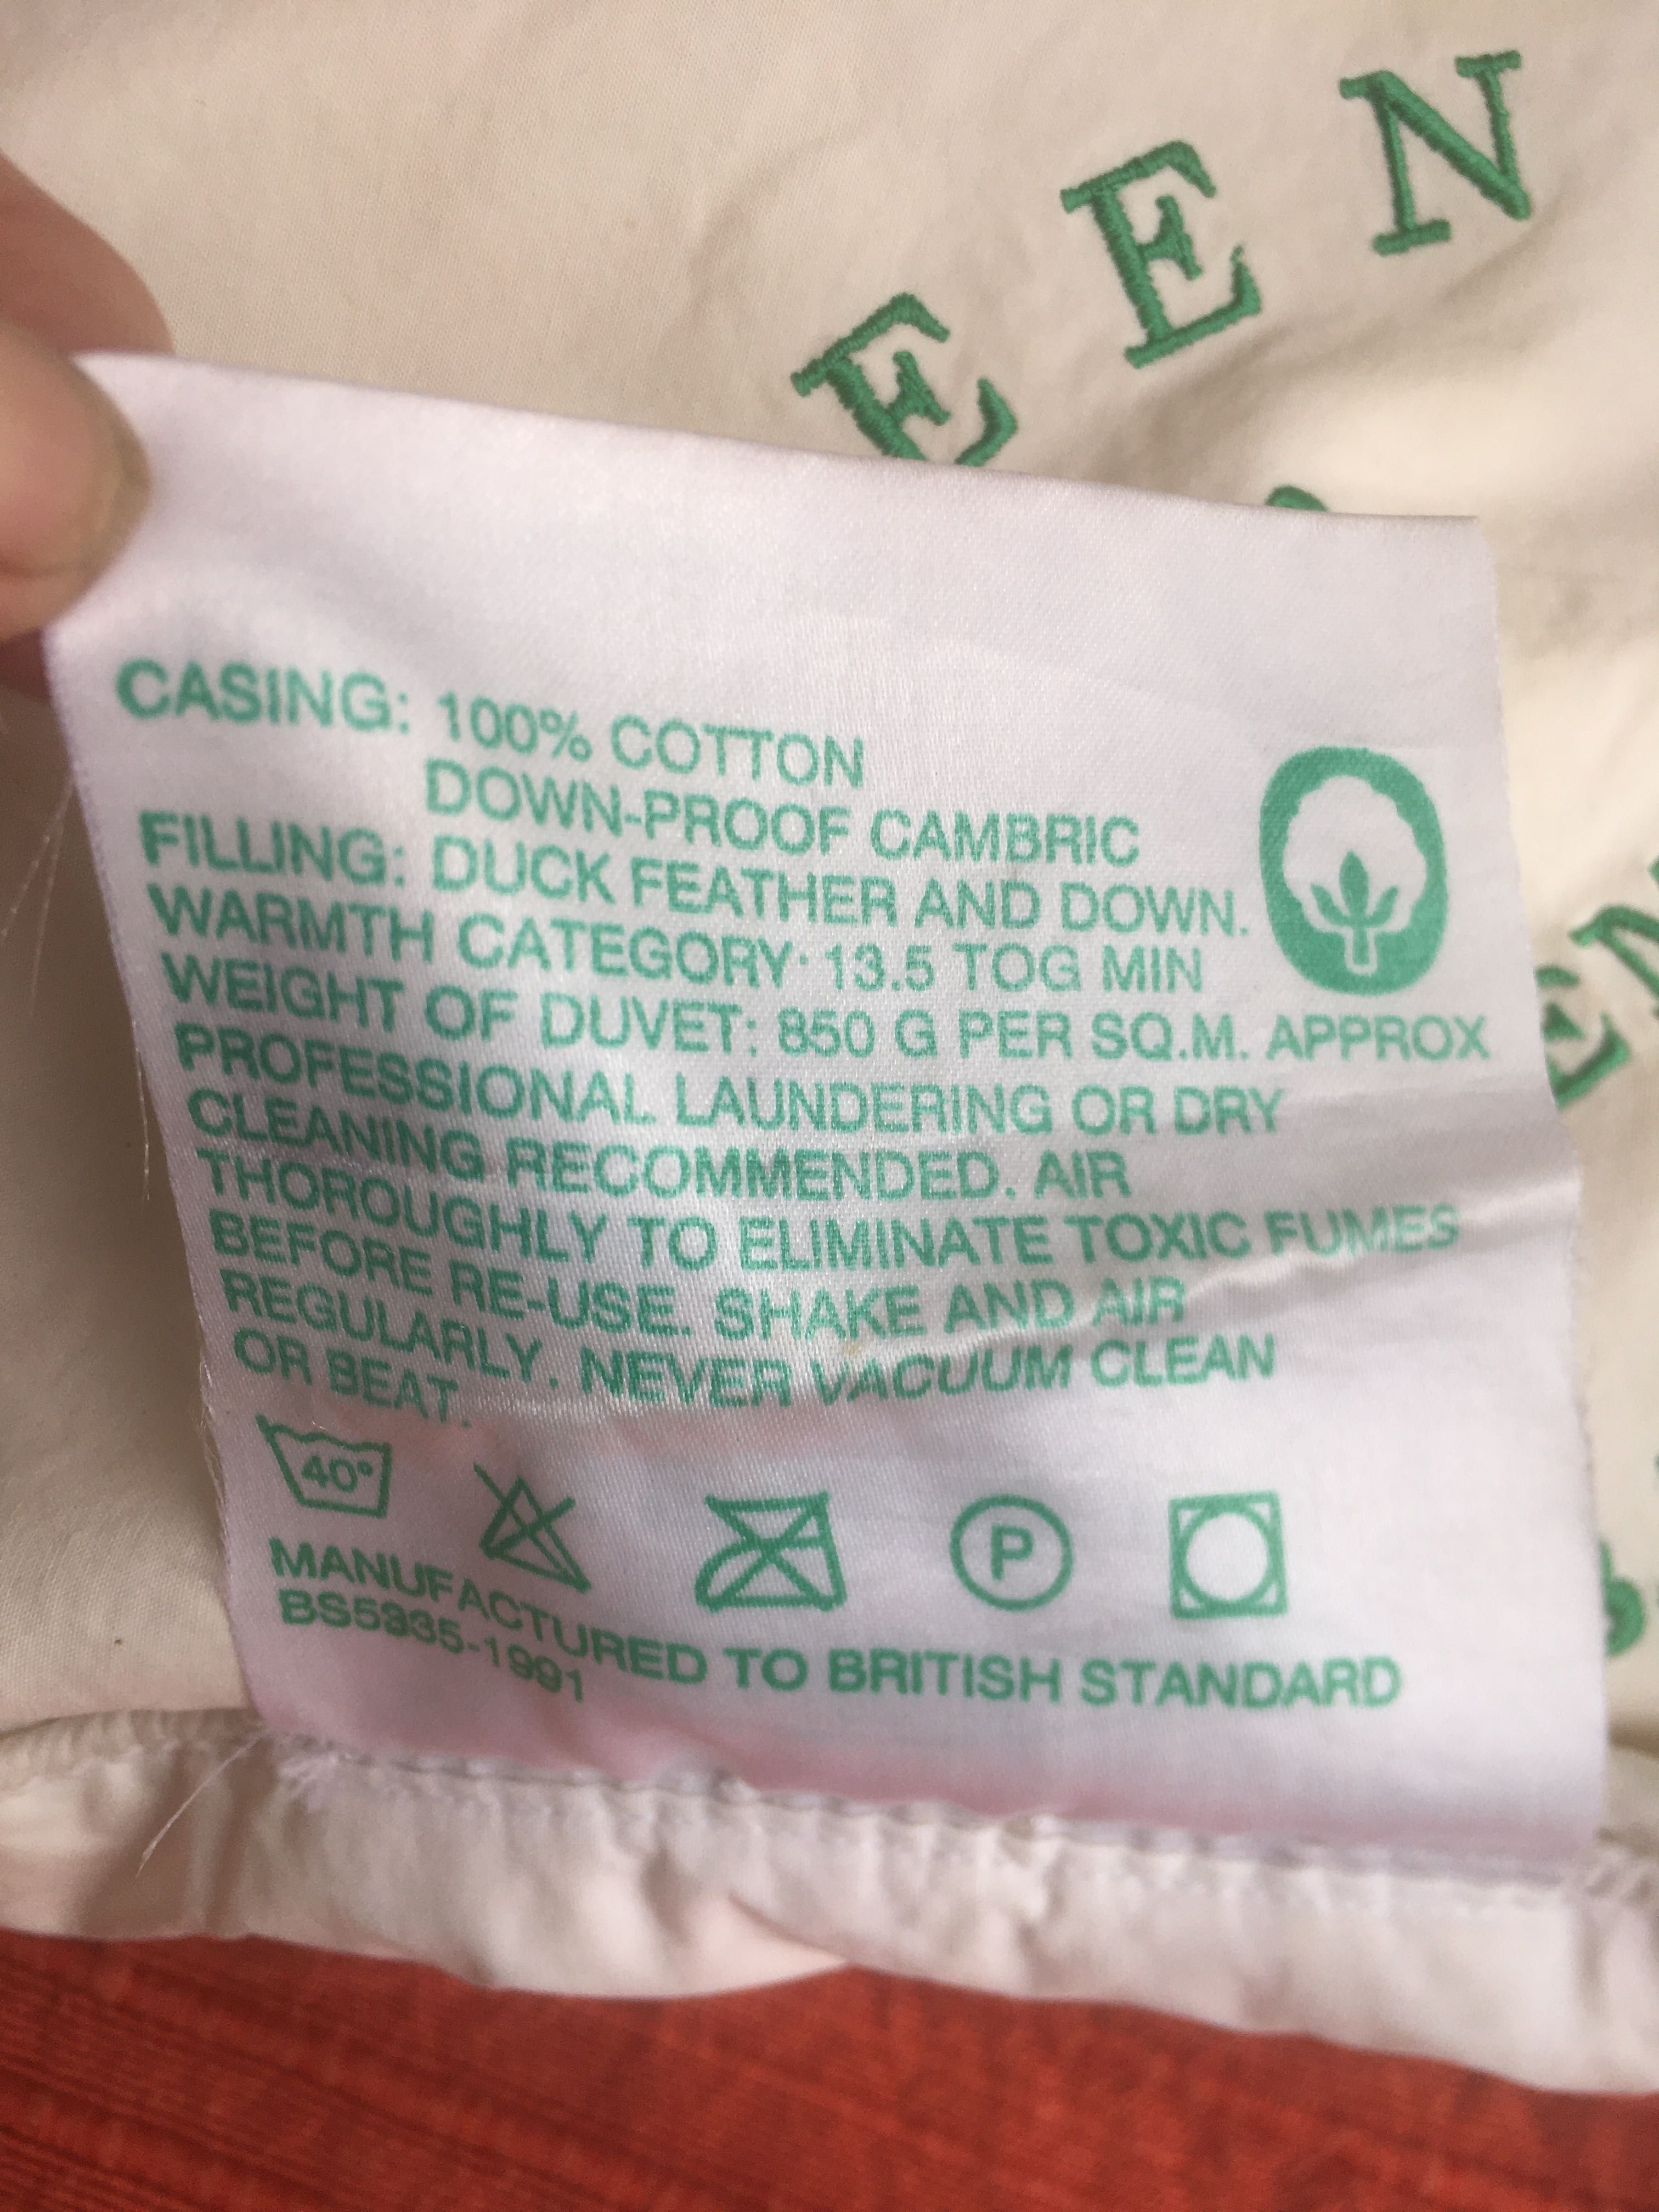 E E N
CASING: 100% COTTON
DOWN-PROOF CAMBRIC
FILLING: DUCK FEATHER AND DOWN.
WARMTH CATEGORY· 13.5 TOG MIN
WEIGHT OF DUVET: 850 G PER SQ.M. APPROX
PROFESSIONAL LAUNDERING OR DRY
CLEANING RECOMMENDED. AIR
THOROUGHLY TO ELIMINATE TOXIC FUMES
BEFORE RE-USE. SHAKE AND AIR
REGULARLY. NEVER VACUUM CLEAN
OR BEAT.
40°
P
MANUFACTURED TO BRITISH STANDARD
BS5335-1991